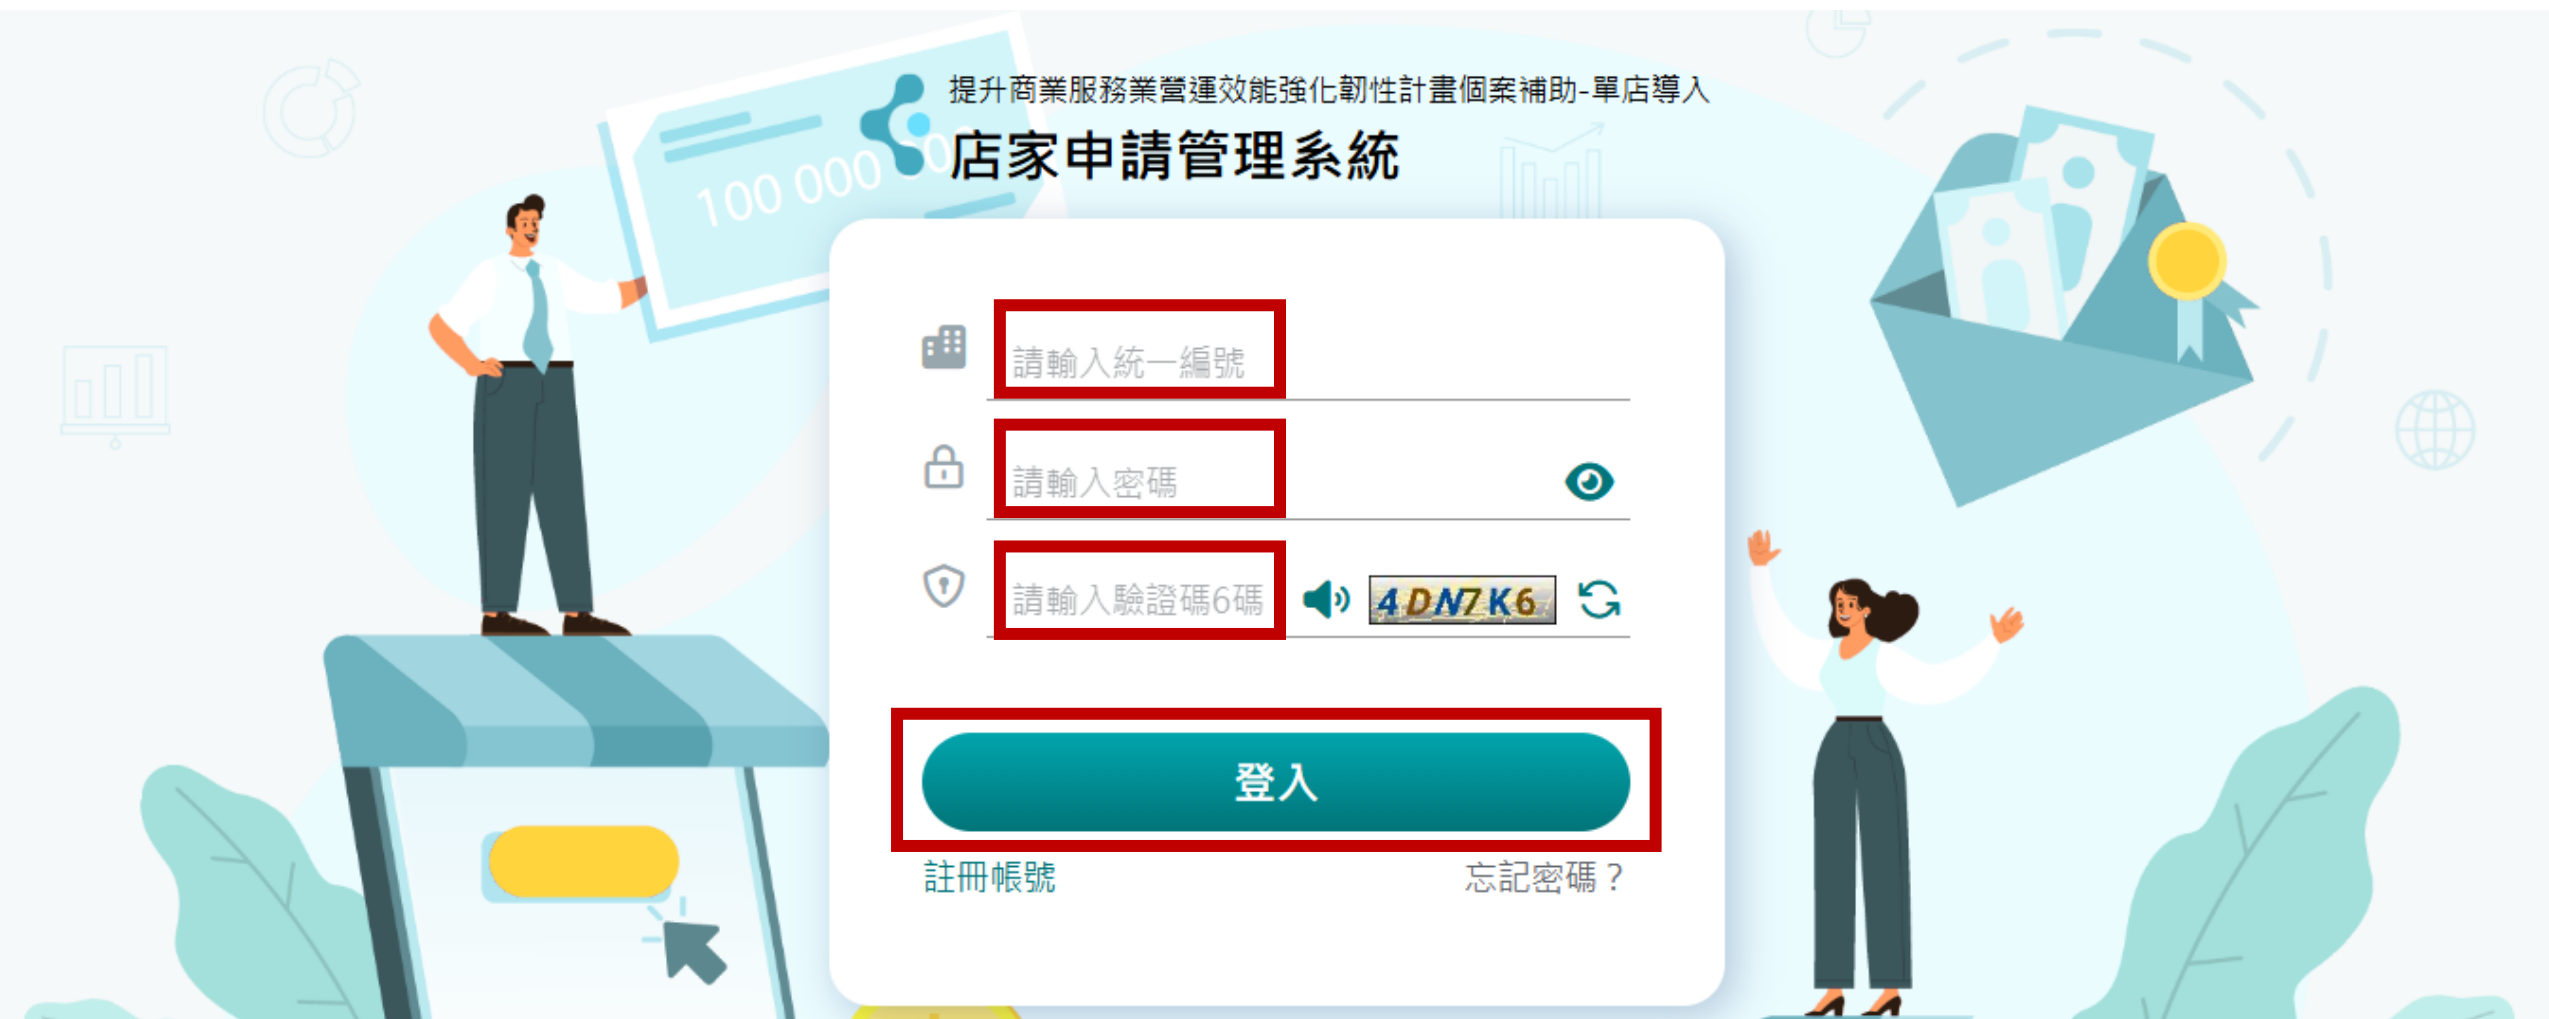 提升商業服務業營運效能強化韌性計畫個案補助-單店導入
店家申請管理系統
100 000
請輸入統一編號
請輸入密碼
請輸入驗證碼6碼
4DN7K6
登入
註冊帳號
忘記密碼？